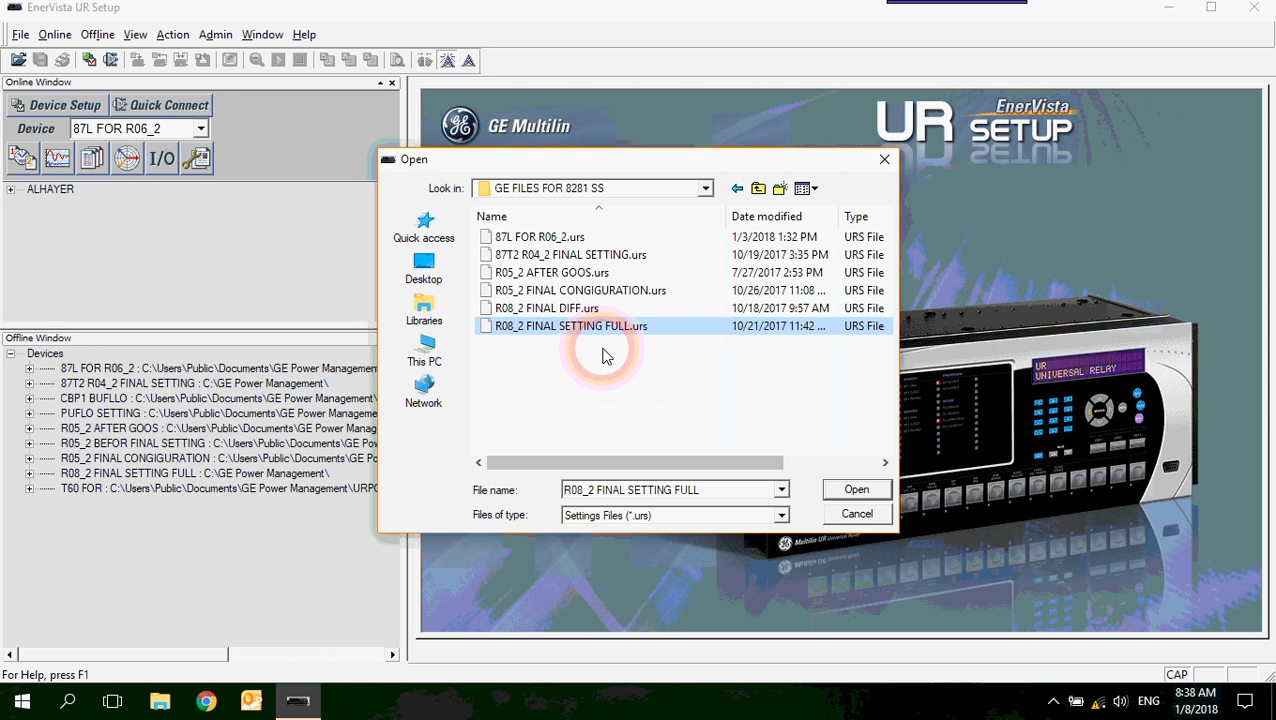 EnerVista UR Setup
File Online Offline View Action Admin Window Help
Online Window
Device Setup Quick Connect
Device 87L FOR R06_2
I/O
ALHAYER
Offline Window
Devices
87L FOR R06_2 : C:\Users\Public\Documents\GE Power Management
87T2 R04_2 FINAL SETTING : C:\GE Power Management\
CBP1 BUFLLO : C:\Users\Public\Documents\GE Power Manageme
PUFLO SETTING : C:\Users\Public\Documents\GE Power Managem
R05_2 AFTER GOOS : C:\Users\Public\Documents\GE Power Mana
R05_2 BEFOR FINAL SETTING : C:\Users\Public\Documents\GE Po
R05_2 FINAL CONGIGURATION : C:\Users\Public\Documents\GE P
R08_2 FINAL SETTING FULL : C:\GE Power Management\
T60 FOR : C:\Users\Public\Documents\GE Power Management\URPC
For Help, press F1
GE Multilin
UR EnerVista SETUP
Open
Look in: GE FILES FOR 8281 SS
Quick access
Desktop
Libraries
This PC
Network
Name Date modified Type
87L FOR R06_2.urs 1/3/2018 1:32 PM URS File
87T2 R04_2 FINAL SETTING.urs 10/19/2017 3:35 PM URS File
R05_2 AFTER GOOS.urs 7/27/2017 2:53 PM URS File
R05_2 FINAL CONGIGURATION.urs 10/26/2017 11:08 ... URS File
R08_2 FINAL DIFF.urs 10/18/2017 9:57 AM URS File
R08_2 FINAL SETTING FULL.urs 10/21/2017 11:42 ... URS File
File name: R08_2 FINAL SETTING FULL Open
Files of type: Settings Files (*.urs) Cancel
UR
UNIVERSAL RELAY
Multilin UR Universal Relay
CAP
ENG
8:38 AM
1/8/2018